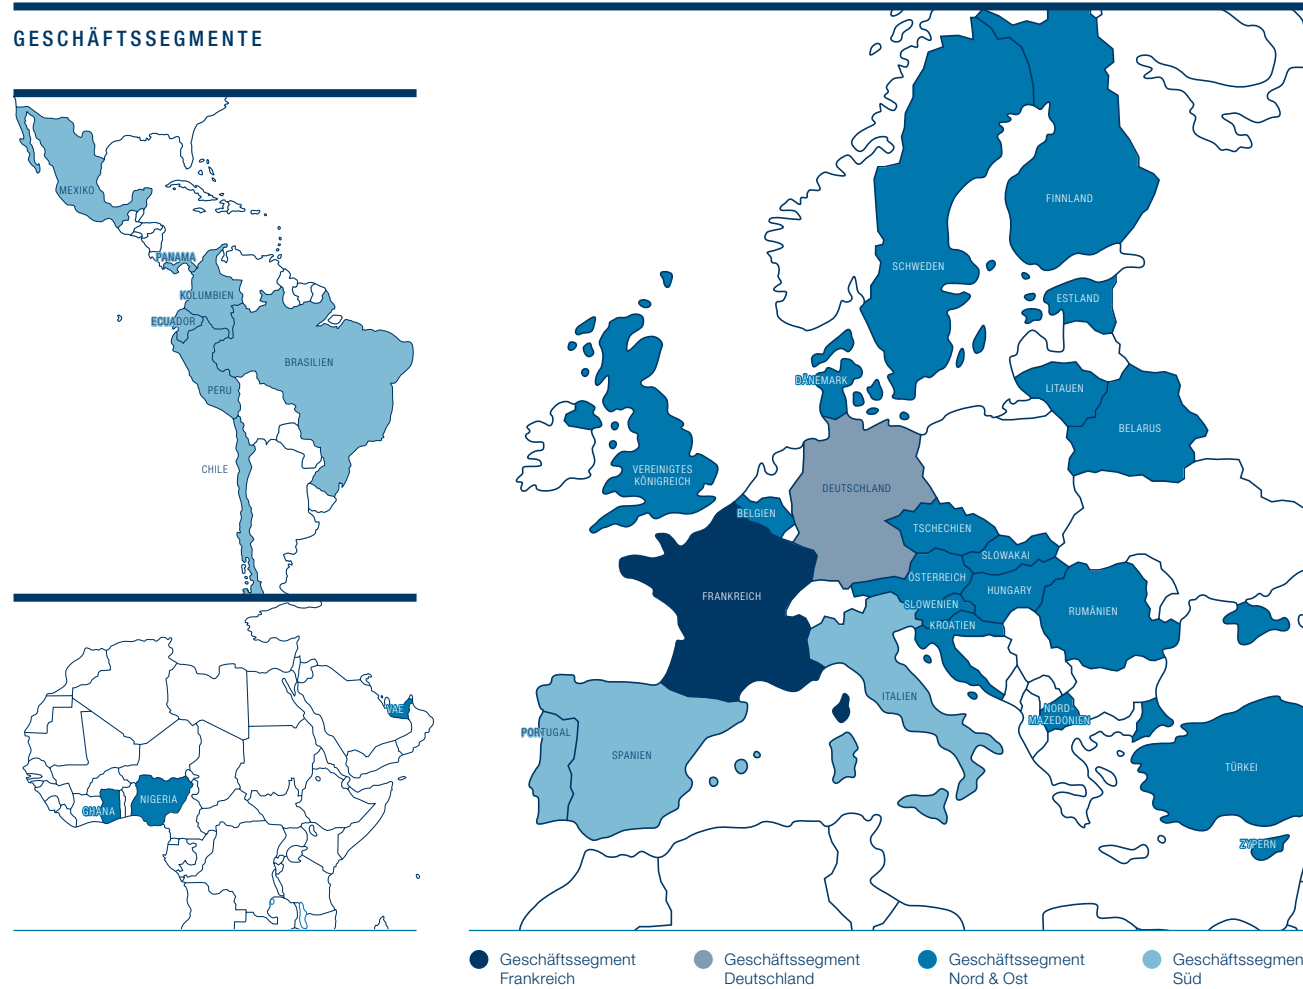 GESCHÄFTSSEGMENTE
MEXIKO
PANAMA
KOLUMBIEN
ECUADOR
BRASILIEN
PERU
CHILE
VAE
NIGERIA
GHANA
FINNLAND
SCHWEDEN
ESTLAND
DÄNEMARK
LITAUEN
BELARUS
VEREINIGTES
KÖNIGREICH
DEUTSCHLAND
BELGIEN
TSCHECHIEN
SLOWAKAI
ÖSTERREICH
HUNGARY
FRANKREICH
SLOWENIEN
RUMÄNIEN
KROATIEN
ITALIEN
NORD-
MAZEDONIEN
PORTUGAL
SPANIEN
TÜRKEI
ZYPERN
Geschäftssegment
Frankreich
Geschäftssegment
Deutschland
Geschäftssegment
Nord & Ost
Geschäftssegmen
Süd